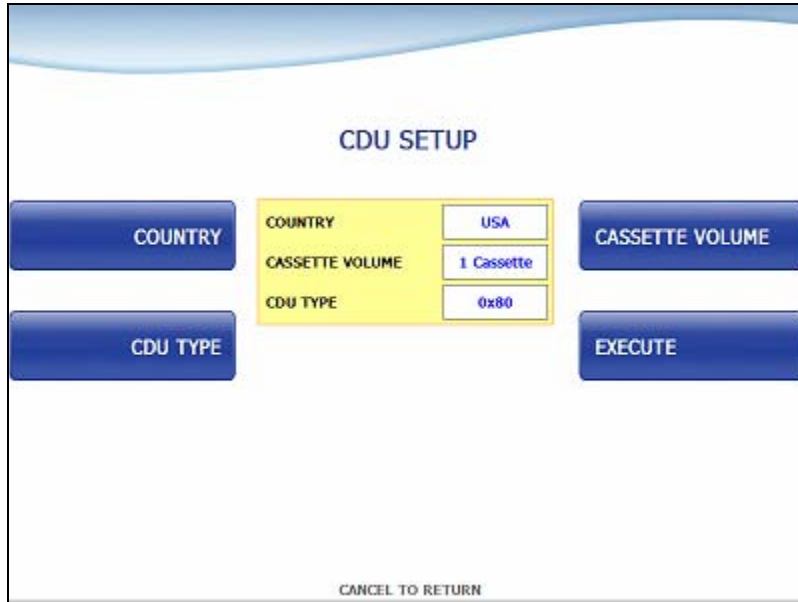 CDU SETUP
COUNTRY
COUNTRY USA
CASSETTE VOLUME
CASSETTE VOLUME 1 Cassette
CDU TYPE 0x80
CDU TYPE
EXECUTE
CANCEL TO RETURN